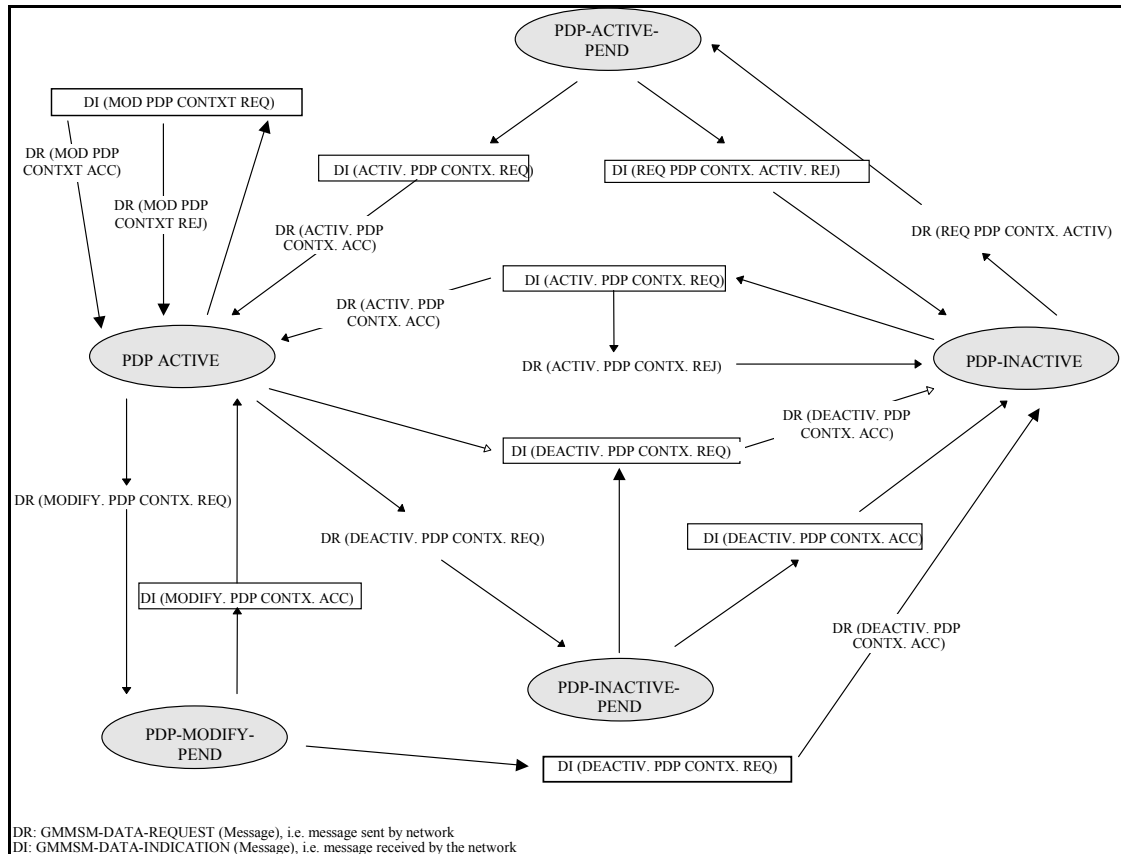 PDP-ACTIVE-
PEND
DI (MOD PDP CONTXT REQ)
DR (MOD PDP
CONTXT ACC)
DR (MOD PDP
CONTXT REJ)
DI (ACTIV. PDP CONTX. REQ)
DI (REQ PDP CONTX. ACTIV. REJ)
DR (ACTIV. PDP
CONTX. ACC)
DR (REQ PDP CONTX. ACTIV)
DI (ACTIV. PDP CONTX. REQ)
DR (ACTIV. PDP
CONTX. ACC)
PDP ACTIVE
DR (ACTIV. PDP CONTX. REJ)
PDP-INACTIVE
DR (DEACTIV. PDP
CONTX. ACC)
DI (DEACTIV. PDP CONTX. REQ)
DR (MODIFY. PDP CONTX. REQ)
DR (DEACTIV. PDP CONTX. REQ)
DI (DEACTIV. PDP CONTX. ACC)
DI (MODIFY. PDP CONTX. ACC)
DR (DEACTIV. PDP
CONTX. ACC)
PDP-INACTIVE-
PEND
PDP-MODIFY-
PEND
DI (DEACTIV. PDP CONTX. REQ)
DR: GMMSM-DATA-REQUEST (Message), i.e. message sent by network
DI: GMMSM-DATA-INDICATION (Message), i.e. message received by the network